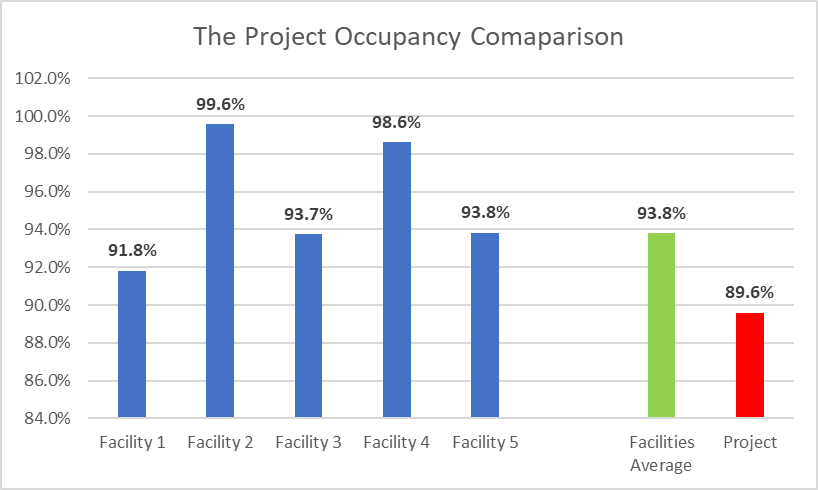 The Project Occupancy Comaparison
102.0%
100.0%
98.0%
96.0%
94.0%
92.0%
90.0%
88.0%
86.0%
84.0%
91.8%
99.6%
93.7%
98.6%
93.8%
93.8%
89.6%
Facility 1
Facility 2
Facility 3
Facility 4
Facility 5
Facilities
Average
Project